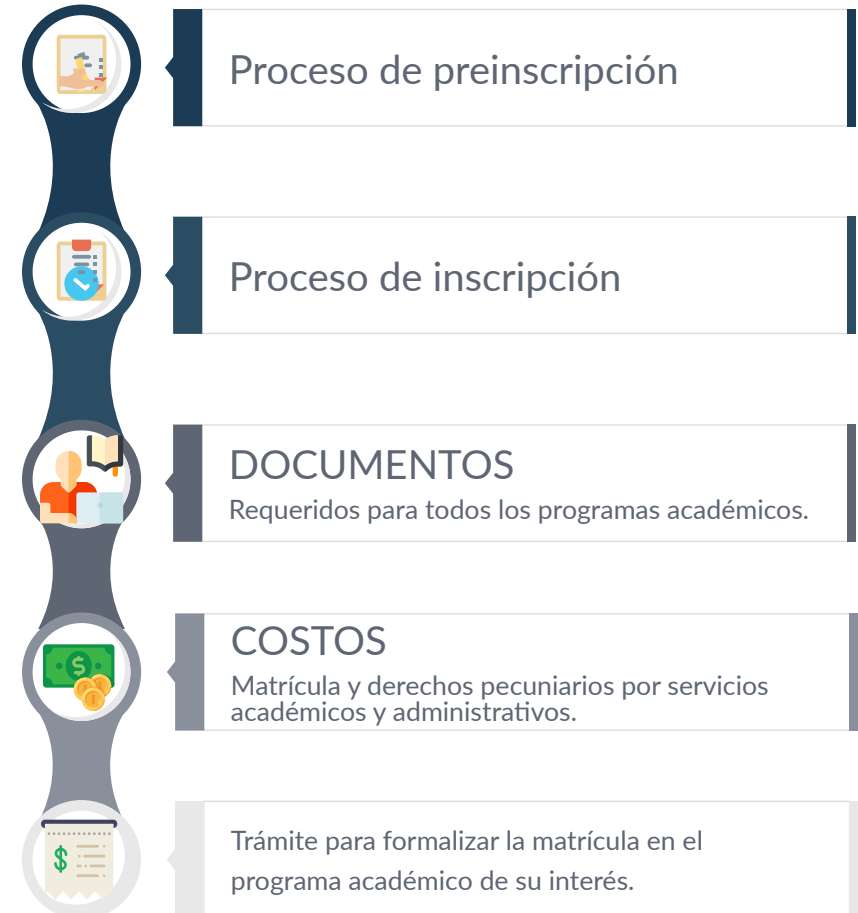 Proceso de preinscripción
Proceso de inscripción
DOCUMENTOS
Requeridos para todos los programas académicos.
COSTOS
$
Matrícula y derechos pecuniarios por servicios
académicos y administrativos.
Trámite para formalizar la matrícula en el
$
programa académico de su interés.